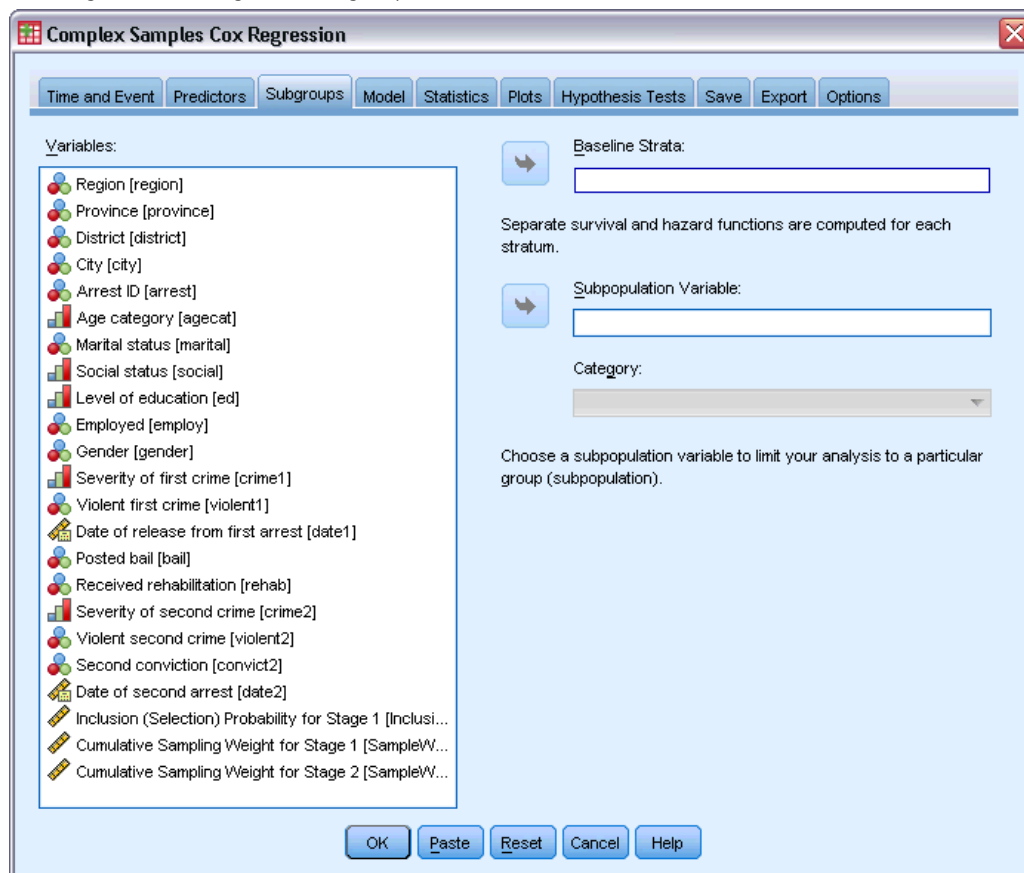 Complex Samples Cox Regression
Time and Event Predictors Subgroups Model Statistics Plots Hypothesis Tests Save Export Options
Variables:
Region [region]
Province [province]
District [district]
City [city]
Arrest ID [arrest]
Age category [agecat]
Marital status [marital]
Social status [social]
Level of education [ed]
Employed [employ]
Gender [gender]
Severity of first crime [crime1]
Violent first crime [violent1]
Date of release from first arrest [date1]
Posted bail [bail]
Received rehabilitation [rehab]
Severity of second crime [crime2]
Violent second crime [violent2]
Second conviction [convict2]
Date of second arrest [date2]
Inclusion (Selection) Probability for Stage 1 [Inclusi...
Cumulative Sampling Weight for Stage 1 [SampleW...
Cumulative Sampling Weight for Stage 2 [SampleW...
Baseline Strata:
Separate survival and hazard functions are computed for each
stratum.
Subpopulation Variable:
Category:
Choose a subpopulation variable to limit your analysis to a particular
group (subpopulation).
OK Paste Reset Cancel Help